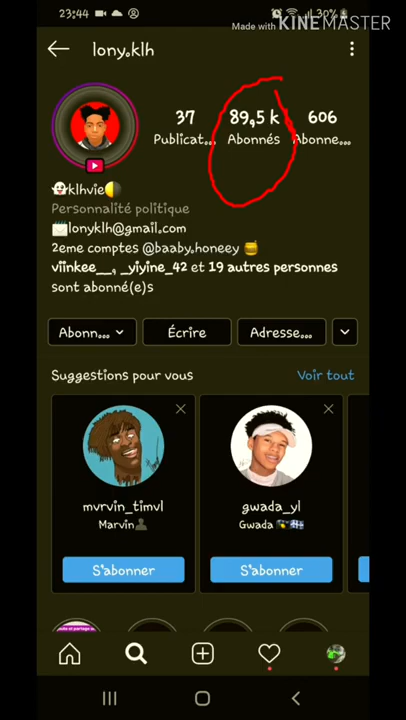 23:44
30%
Made with KINEMASTER
lony.klh
37 89,5 k 606
Publicat... Abonnés Abonne...
👻klhvie🌗
Personnalité politique
lonyklh@gmail.com
2eme comptes @baaby.honeey 🍯
viinkee__, _yiyine_42 et 19 autres personnes
sont abonné(e)s
Abonn... Écrire Adresse...
Suggestions pour vous Voir tout
mvrvin_timvl gwada_yl
Marvin👤 Gwada
S'abonner S'abonner